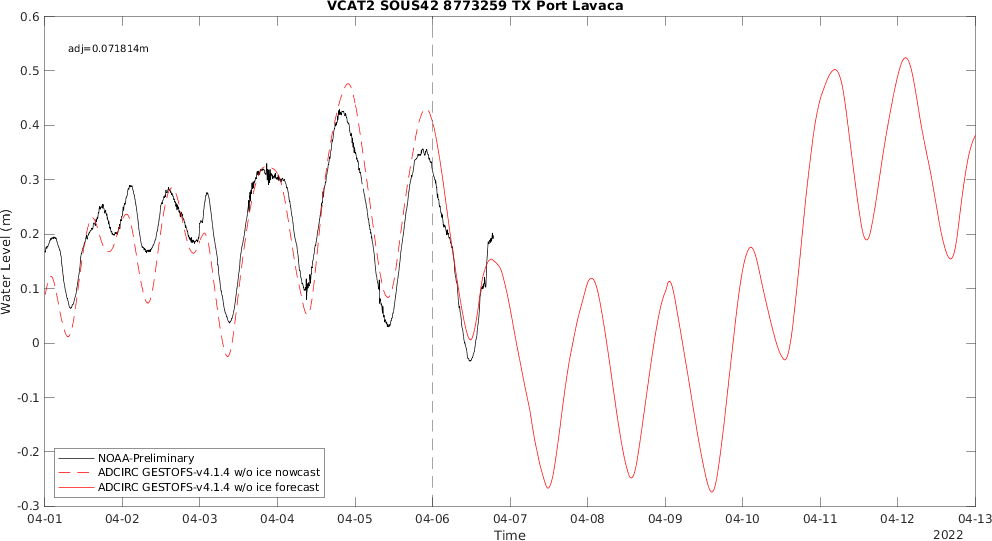 VCAT2 SOUS42 8773259 TX Port Lavaca
adj=0.071814m
0.6
0.5
0.4
0.3
0.2
0.1
0
-0.1
-0.2
-0.3
Water Level (m)
NOAA-Preliminary
ADCIRC GESTOFS-v4.1.4 w/o ice nowcast
ADCIRC GESTOFS-v4.1.4 w/o ice forecast
04-01 04-02 04-03 04-04 04-05 04-06 04-07 04-08 04-09 04-10 04-11 04-12 04-13
Time
2022